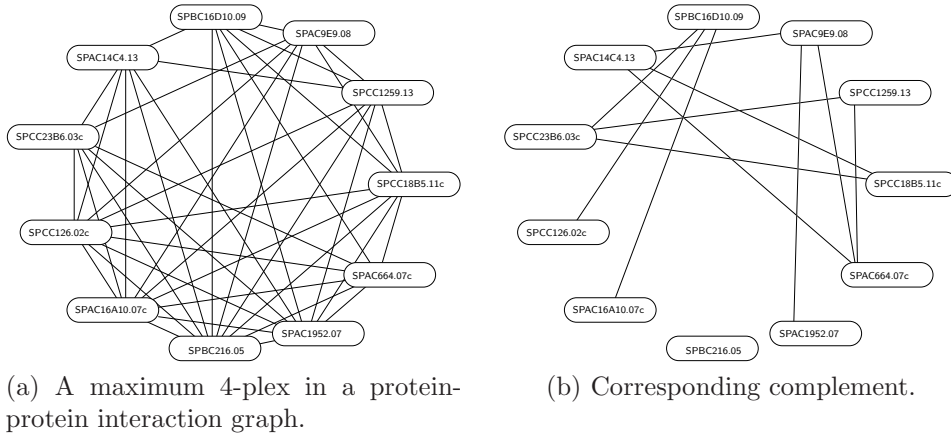 SPBC16D10.09
SPAC9E9.08
SPAC14C4.13
SPCC1259.13
SPCC23B6.03c
SPCC18B5.11c
SPCC126.02c
SPAC664.07c
SPAC16A10.07c
SPAC1952.07
SPBC216.05
(a) A maximum 4-plex in a protein-
protein interaction graph.
SPBC16D10.09
SPAC9E9.08
SPAC14C4.13
SPCC1259.13
SPCC23B6.03c
SPCC18B5.11c
SPCC126.02c
SPAC664.07c
SPAC16A10.07c
SPAC1952.07
SPBC216.05
(b) Corresponding complement.